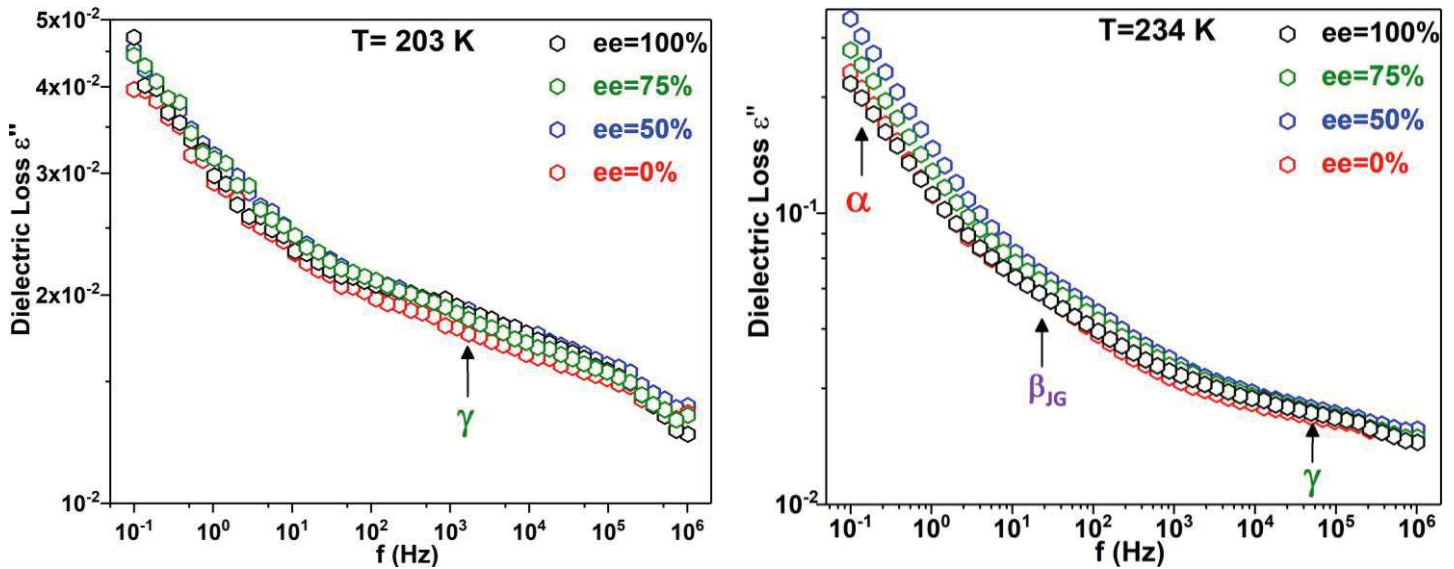 T= 203 K
ee=100%
ee=75%
ee=50%
ee=0%
Dielectric Loss ε"
5x10⁻²
4x10⁻²
3x10⁻²
2x10⁻²
10⁻²
γ
10⁻¹ 10⁰ 10¹ 10² 10³ 10⁴ 10⁵ 10⁶
f (Hz)
T=234 K
ee=100%
ee=75%
ee=50%
ee=0%
Dielectric Loss ε"
10⁻¹
10⁻²
α
βJG
γ
10⁻¹ 10⁰ 10¹ 10² 10³ 10⁴ 10⁵ 10⁶
f (Hz)